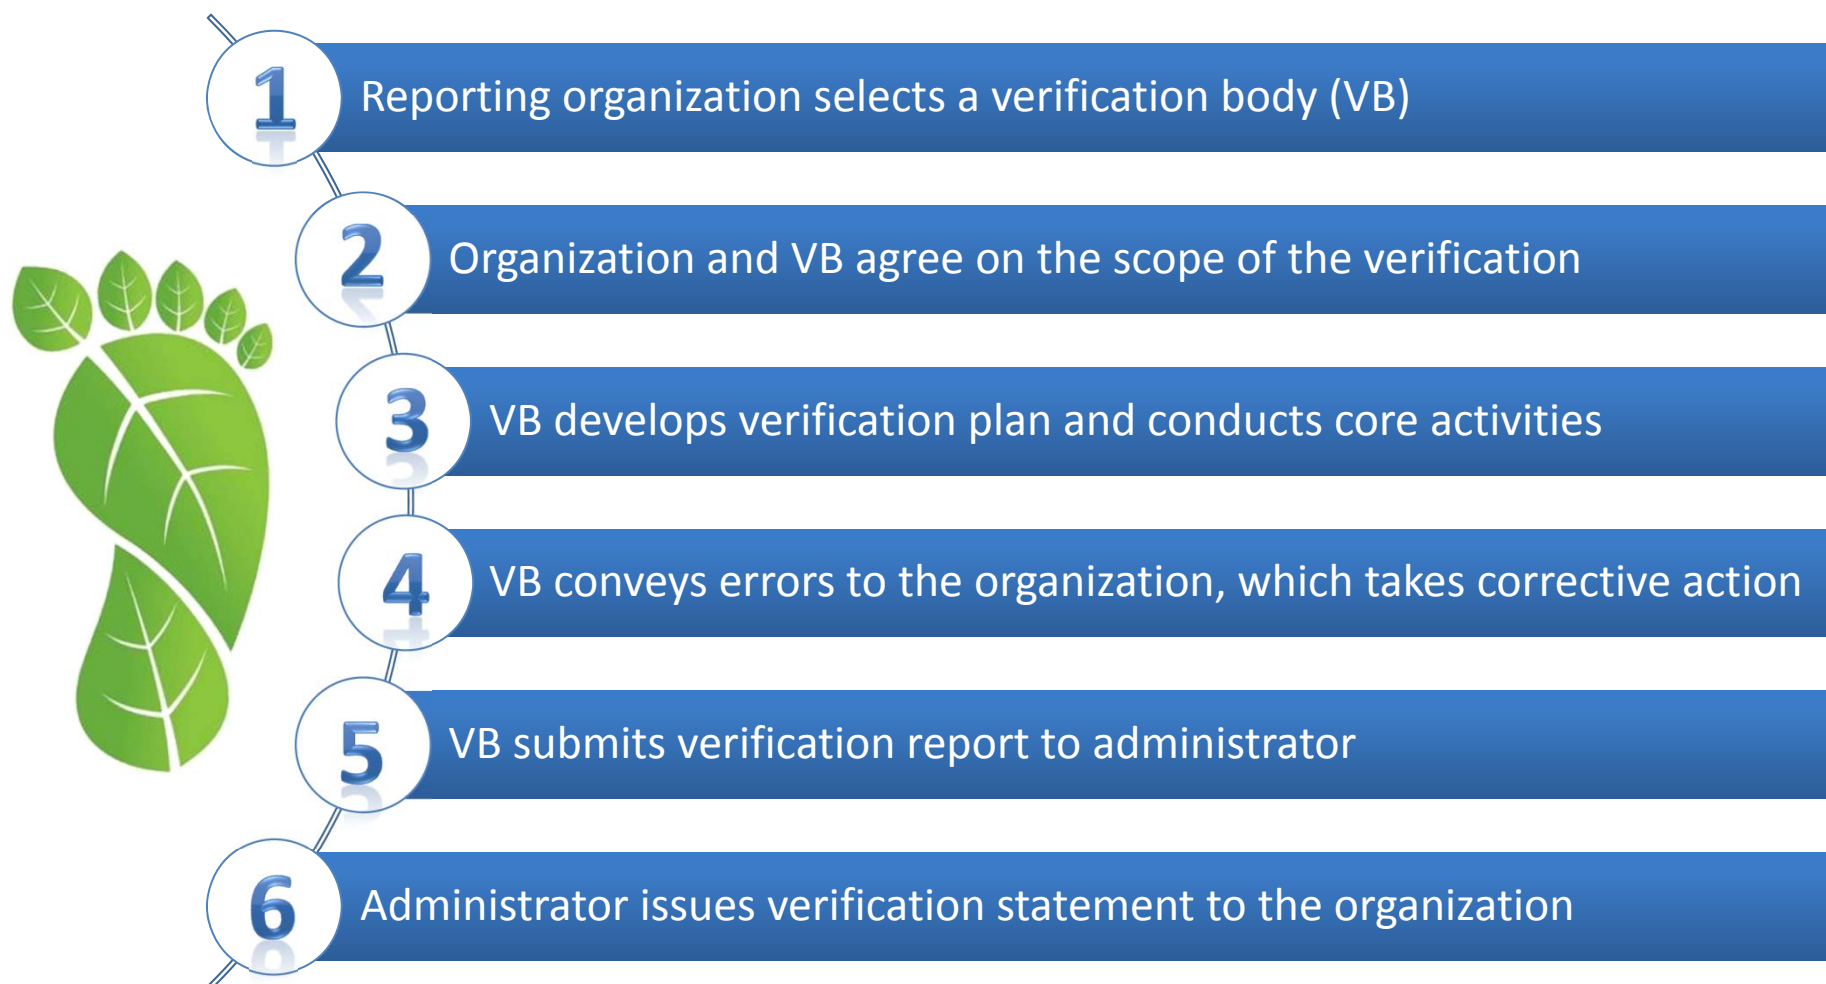 1
Reporting organization selects a verification body (VB)
2
Organization and VB agree on the scope of the verification
3
VB develops verification plan and conducts core activities
4
VB conveys errors to the organization, which takes corrective action
5
VB submits verification report to administrator
6
Administrator issues verification statement to the organization